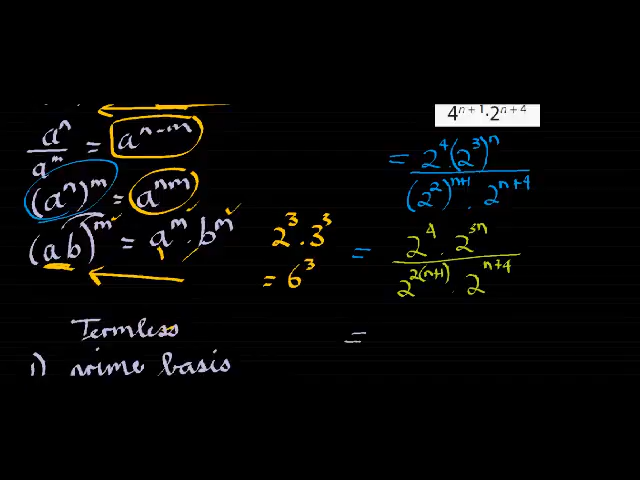 4^{n+1}·2^{n+4}
a^n / a^m = a^{n-m}
(a^n)^m = a^{nm}
(ab)^m = a^m · b^m
2^3 · 3^3
= 6^3
Termless
1) prime basis
= 2^4 · (2^3)^n / (2^2)^{n+1} · 2^{n+4}
= 2^4 · 2^{3n} / 2^{2(n+1)} · 2^{n+4}
=